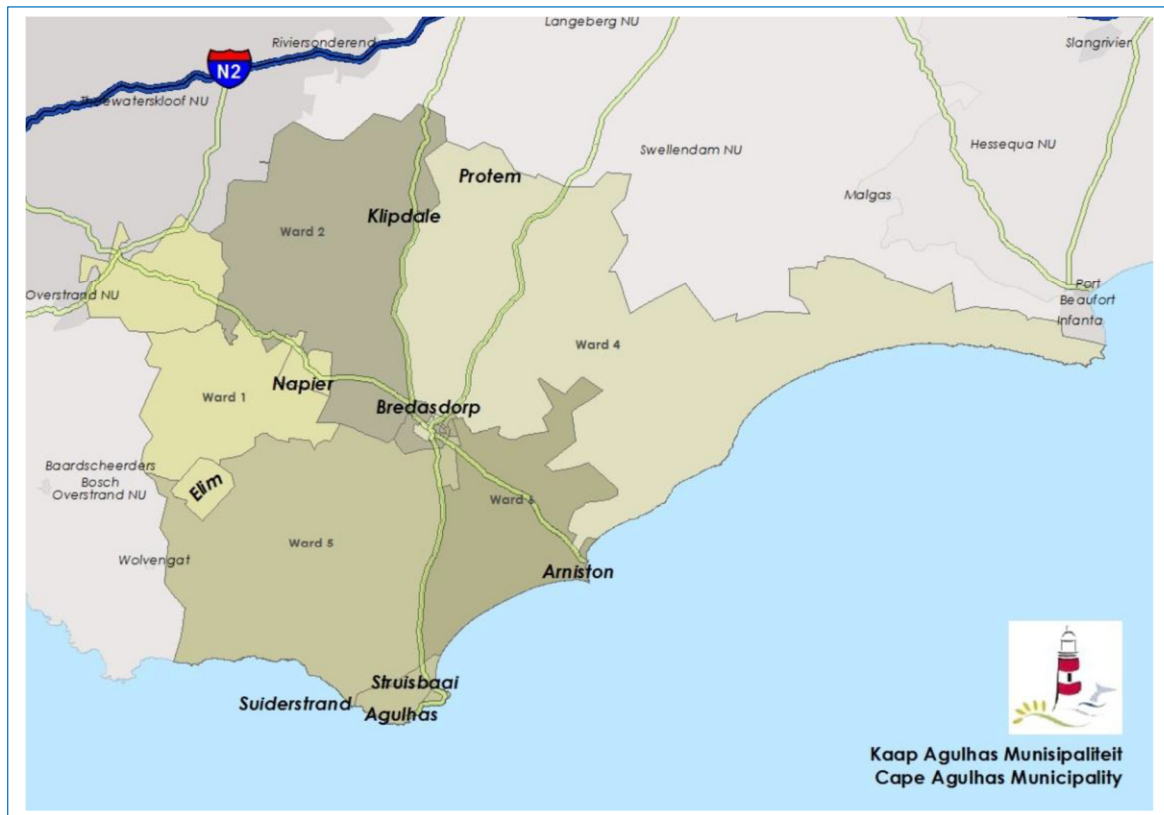 Langeberg NU
Riviersonderend
Slangrivier
N2
Theewaterskloof NU
Hessequa NU
Swellendam NU
Protem
Malgas
Klipdale
Ward 2
Port
Beaufort
Overstrand NU
Infanta
Ward 4
Napier
Ward 1
Bredasdorp
Baardscheerders
Bosch
Overstrand NU
Elim
Ward 6
Ward 5
Wolvengat
Arniston
Struisbaai
Suiderstrand
Agulhas
Kaap Agulhas Munisipaliteit
Cape Agulhas Municipality